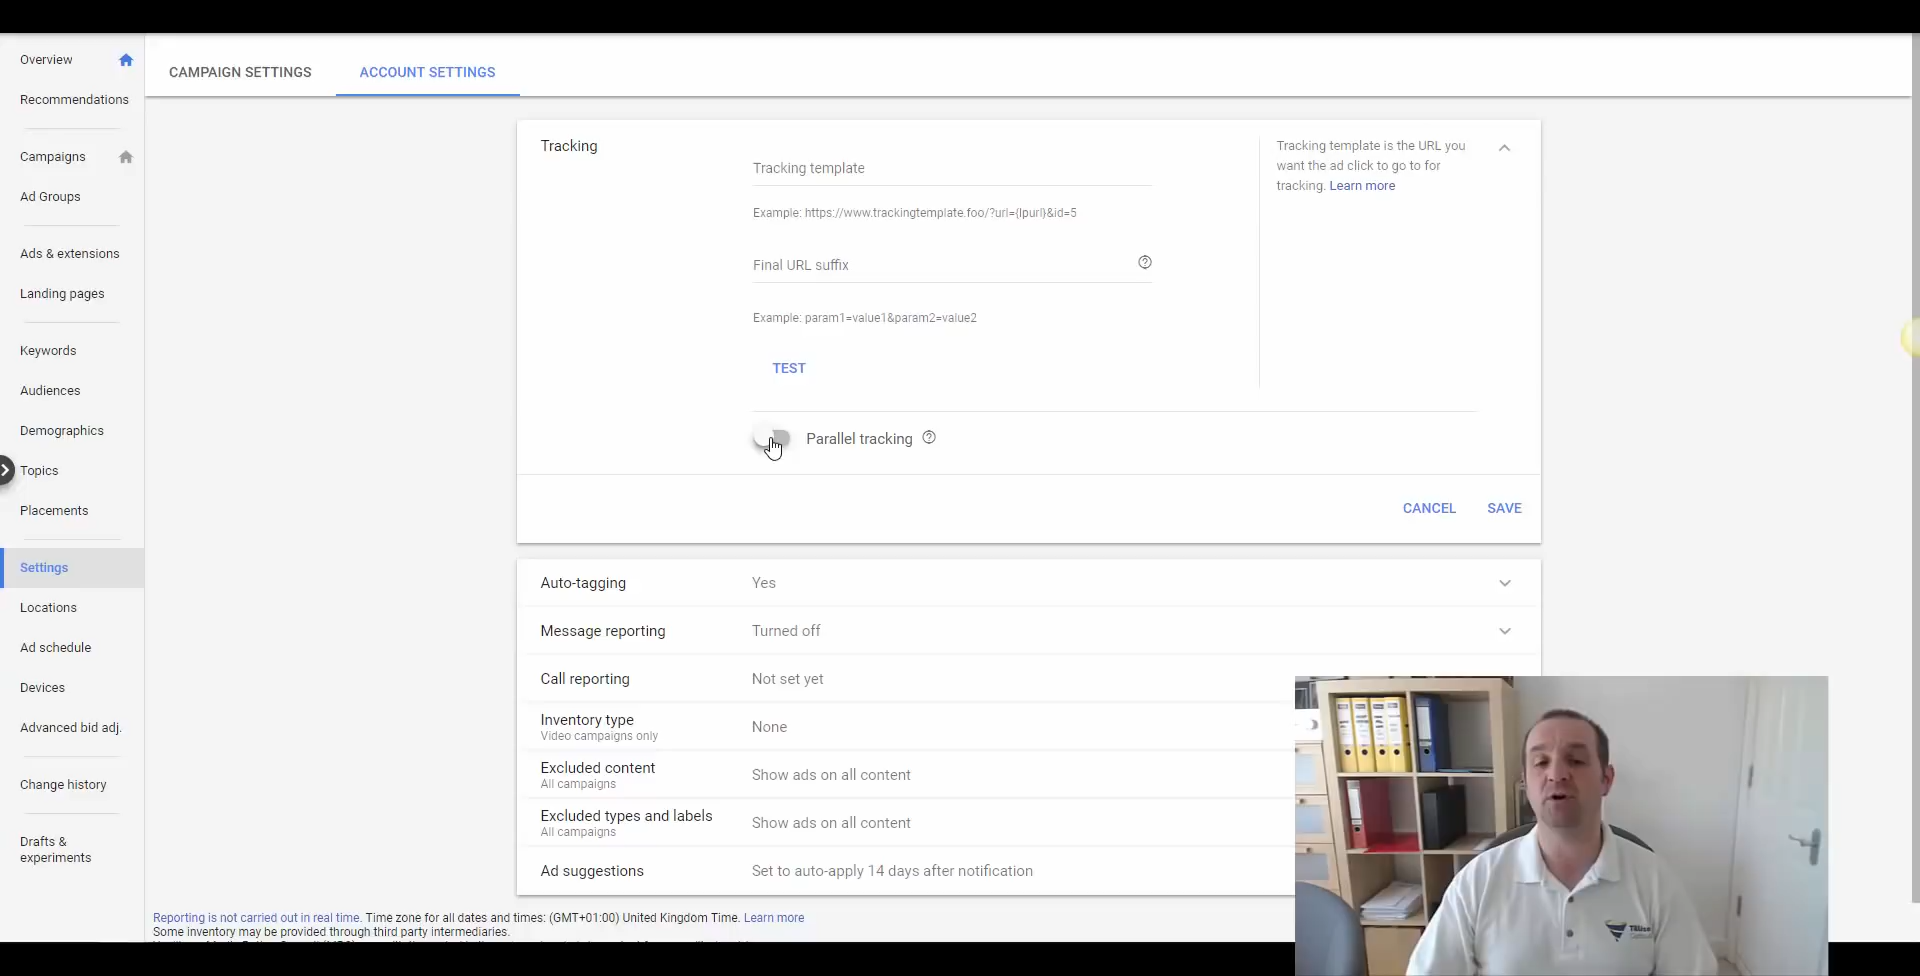 Overview
Recommendations
Campaigns
Ad Groups
Ads & extensions
Landing pages
Keywords
Audiences
Demographics
Topics
Placements
Settings
Locations
Ad schedule
Devices
Advanced bid adj.
Change history
Drafts &
experiments
CAMPAIGN SETTINGS
ACCOUNT SETTINGS
Tracking
Tracking template
Example: https://www.trackingtemplate.foo/?url={lpurl}&id=5
Final URL suffix
Example: param1=value1&param2=value2
TEST
Parallel tracking
Tracking template is the URL you
want the ad click to go to for
tracking. Learn more
CANCEL SAVE
Auto-tagging Yes
Message reporting Turned off
Call reporting Not set yet
Inventory type None
Video campaigns only
Excluded content Show ads on all content
All campaigns
Excluded types and labels Show ads on all content
All campaigns
Ad suggestions Set to auto-apply 14 days after notification
Reporting is not carried out in real time. Time zone for all dates and times: (GMT+01:00) United Kingdom Time. Learn more
Some inventory may be provided through third party intermediaries.